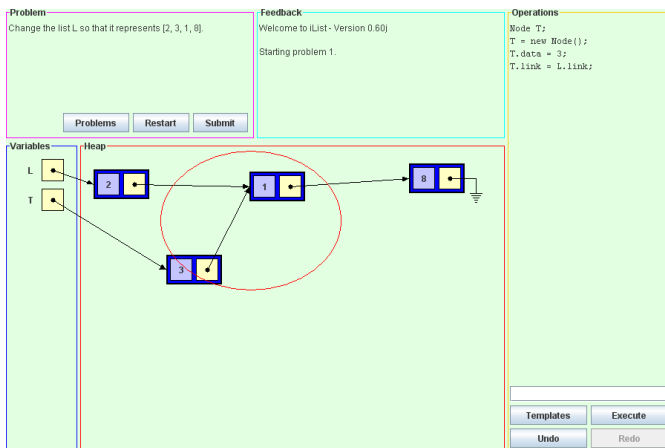 Problem
Change the list L so that it represents [2, 3, 1, 8].
Problems Restart Submit
Feedback
Welcome to iList - Version 0.60)
Starting problem 1.
Operations
Node T;
T = new Node();
T.data = 3;
T.link = L.link;
Variables
L
T
Heap
2
1
8
3
Templates Execute
Undo Redo